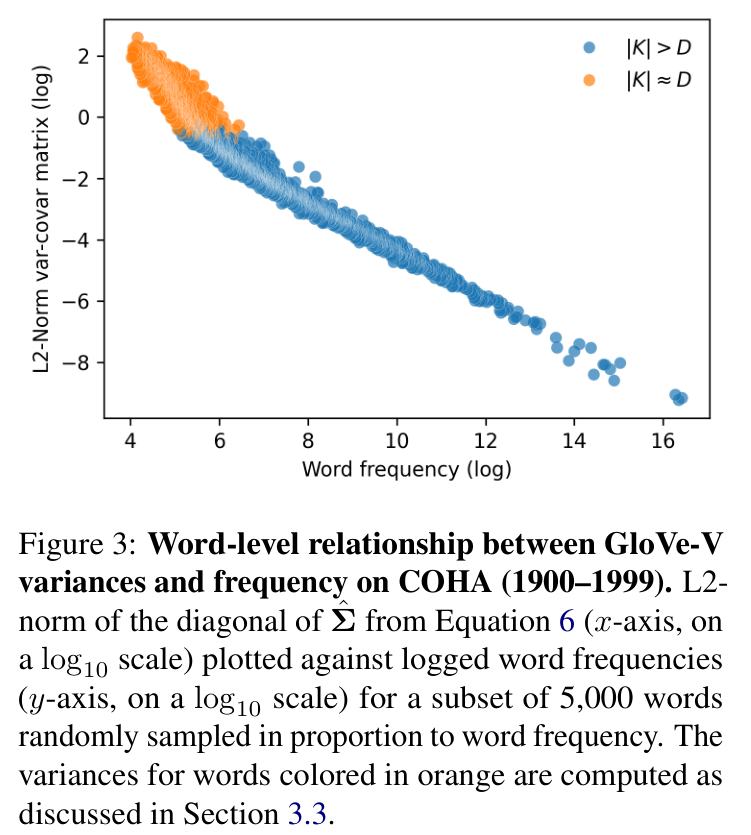 |K| > D
|K| ≈ D
2
0
−2
−4
−6
−8
L2-Norm var-covar matrix (log)
4 6 8 10 12 14 16
Word frequency (log)
Figure 3: Word-level relationship between GloVe-V
variances and frequency on COHA (1900–1999). L2-
norm of the diagonal of Σ̂ from Equation 6 (x-axis, on
a log₁₀ scale) plotted against logged word frequencies
(y-axis, on a log₁₀ scale) for a subset of 5,000 words
randomly sampled in proportion to word frequency. The
variances for words colored in orange are computed as
discussed in Section 3.3.